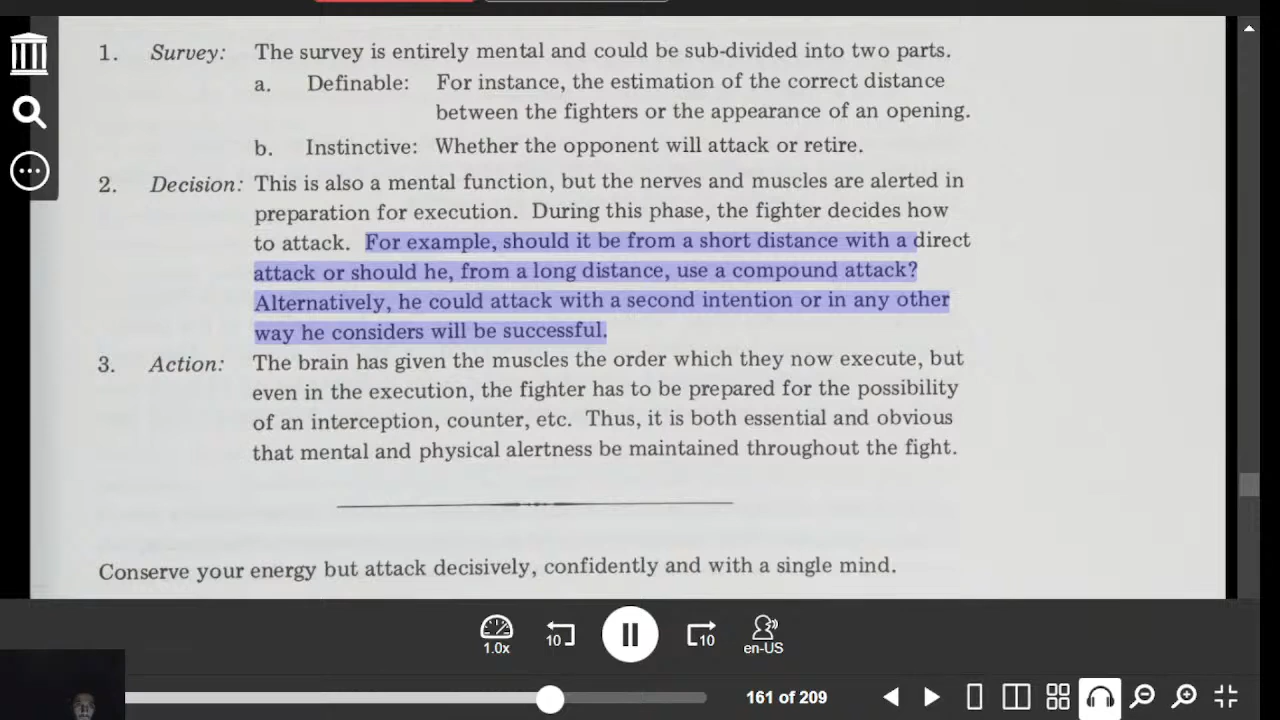 1. Survey: The survey is entirely mental and could be sub-divided into two parts.
a. Definable: For instance, the estimation of the correct distance
between the fighters or the appearance of an opening.
b. Instinctive: Whether the opponent will attack or retire.
2. Decision: This is also a mental function, but the nerves and muscles are alerted in
preparation for execution. During this phase, the fighter decides how
to attack. For example, should it be from a short distance with a direct
attack or should he, from a long distance, use a compound attack?
Alternatively, he could attack with a second intention or in any other
way he considers will be successful.
3. Action: The brain has given the muscles the order which they now execute, but
even in the execution, the fighter has to be prepared for the possibility
of an interception, counter, etc. Thus, it is both essential and obvious
that mental and physical alertness be maintained throughout the fight.
Conserve your energy but attack decisively, confidently and with a single mind.
10 10
1.0x en-US
161 of 209